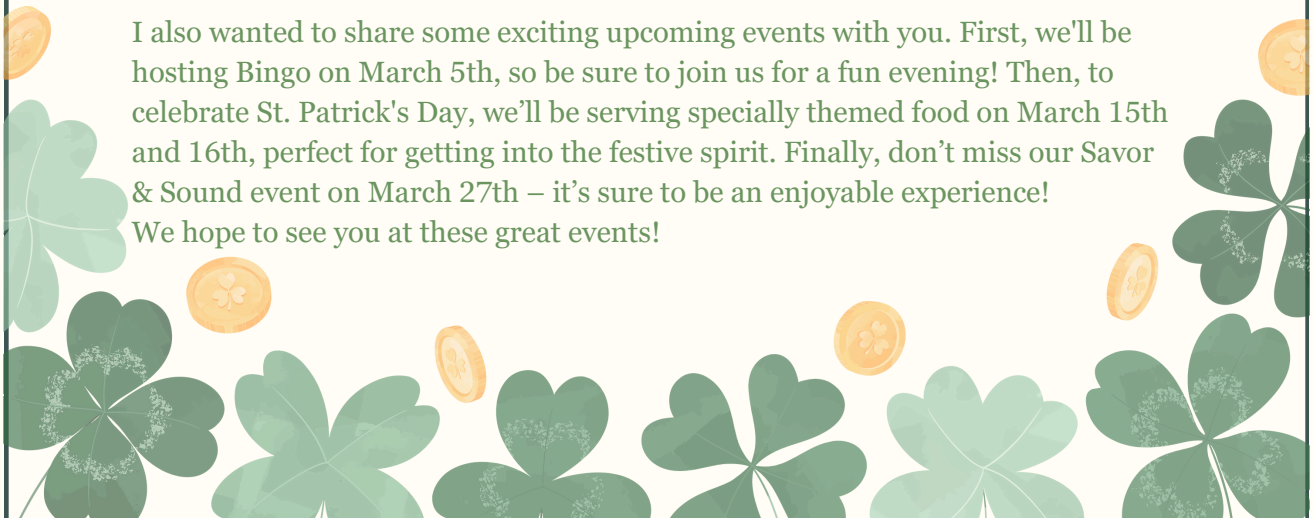 I also wanted to share some exciting upcoming events with you. First, we'll be
hosting Bingo on March 5th, so be sure to join us for a fun evening! Then, to
celebrate St. Patrick's Day, we’ll be serving specially themed food on March 15th
and 16th, perfect for getting into the festive spirit. Finally, don’t miss our Savor
& Sound event on March 27th – it’s sure to be an enjoyable experience!
We hope to see you at these great events!